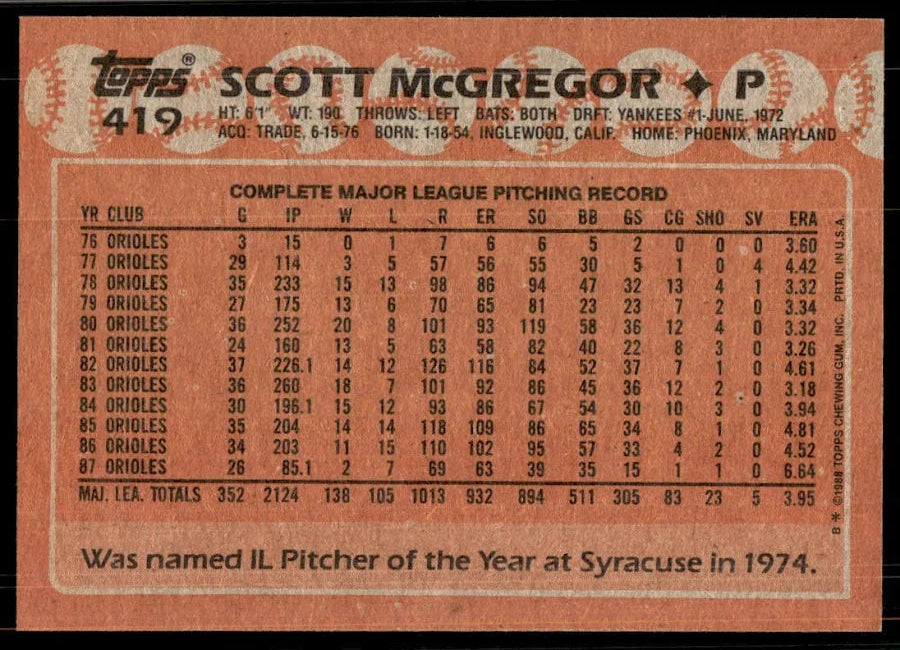 topps® SCOTT McGREGOR ✦ P
419 HT: 6'1" WT: 190 THROWS: LEFT BATS: BOTH DRFT: YANKEES #1-JUNE, 1972
ACQ: TRADE, 6-15-76 BORN: 1-18-54, INGLEWOOD, CALIF. HOME: PHOENIX, MARYLAND
COMPLETE MAJOR LEAGUE PITCHING RECORD
YR CLUB G IP W L R ER SO BB GS CG SHO SV ERA
76 ORIOLES 3 15 0 1 7 6 6 5 2 0 0 0 3.60
77 ORIOLES 29 114 3 5 57 56 55 30 5 1 0 4 4.42
78 ORIOLES 35 233 15 13 98 86 94 47 32 13 4 1 3.32
79 ORIOLES 27 175 13 6 70 65 81 23 23 7 2 0 3.34
80 ORIOLES 36 252 20 8 101 93 119 58 36 12 4 0 3.32
81 ORIOLES 24 160 13 5 63 58 82 40 22 8 3 0 3.26
82 ORIOLES 37 226.1 14 12 126 116 84 52 37 7 1 0 4.61
83 ORIOLES 36 260 18 7 101 92 86 45 36 12 2 0 3.18
84 ORIOLES 30 196.1 15 12 93 86 67 54 30 10 3 0 3.94
85 ORIOLES 35 204 14 14 118 109 86 65 34 8 1 0 4.81
86 ORIOLES 34 203 11 15 110 102 95 57 33 4 2 0 4.52
87 ORIOLES 26 85.1 2 7 69 63 39 35 15 1 1 0 6.64
MAJ. LEA. TOTALS 352 2124 138 105 1013 932 894 511 305 83 23 5 3.95
Was named IL Pitcher of the Year at Syracuse in 1974.
B * ©1988 TOPPS CHEWING GUM, INC. PRTD. IN U.S.A.